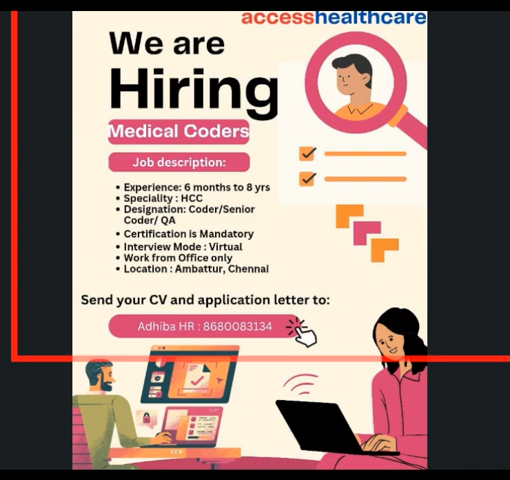 accesshealthcare
We are
Hiring
Medical Coders
Job description:
• Experience: 6 months to 8 yrs
• Speciality : HCC
• Designation: Coder/Senior
Coder/ QA
• Certification is Mandatory
• Interview Mode : Virtual
• Work from Office only
• Location : Ambattur, Chennai
Send your CV and application letter to:
Adhiba HR : 8680083134